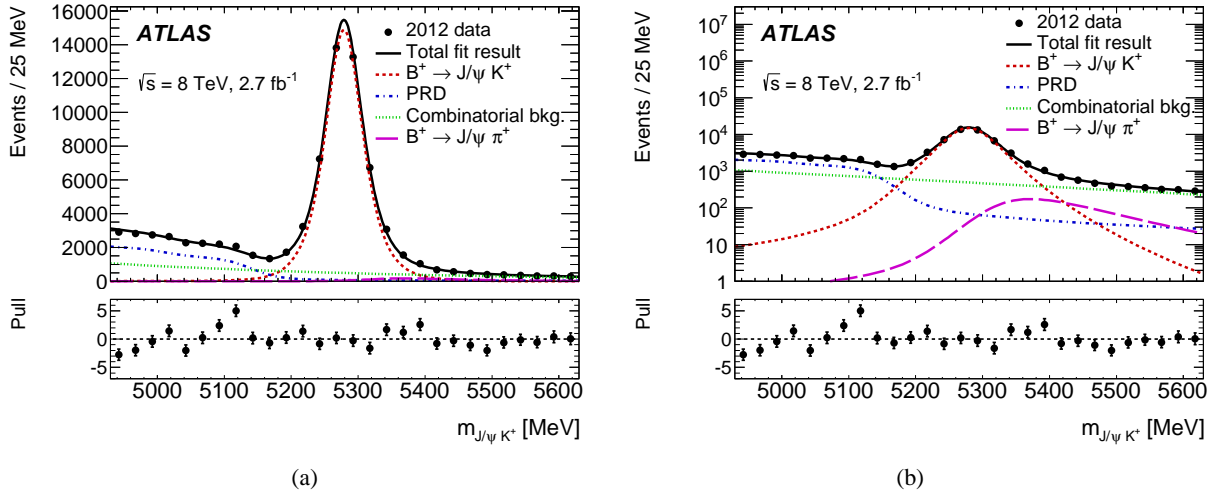 Events / 25 MeV
16000
14000
12000
10000
8000
6000
4000
2000
0
ATLAS
√s = 8 TeV, 2.7 fb⁻¹
2012 data
Total fit result
B⁺ → J/ψ K⁺
PRD
Combinatorial bkg.
B⁺ → J/ψ π⁺
Pull
5
0
−5
5000 5100 5200 5300 5400 5500 5600
m_J/ψ K⁺ [MeV]
(a)
Events / 25 MeV
10⁷
10⁶
10⁵
10⁴
10³
10²
10
1
ATLAS
√s = 8 TeV, 2.7 fb⁻¹
2012 data
Total fit result
B⁺ → J/ψ K⁺
PRD
Combinatorial bkg.
B⁺ → J/ψ π⁺
Pull
5
0
−5
5000 5100 5200 5300 5400 5500 5600
m_J/ψ K⁺ [MeV]
(b)